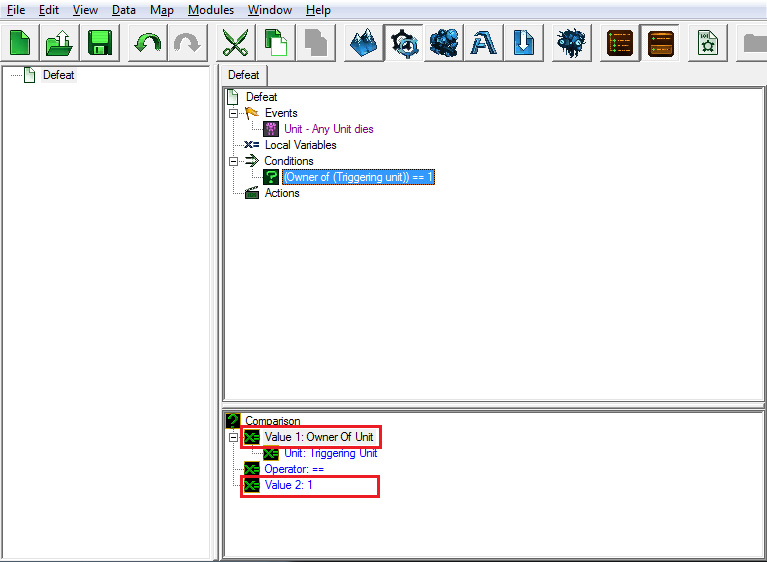 File Edit View Data Map Modules Window Help
Defeat
Defeat
Defeat
Events
Unit - Any Unit dies
Local Variables
Conditions
(Owner of (Triggering unit)) == 1
Actions
Comparison
Value 1: Owner Of Unit
Unit: Triggering Unit
Operator: ==
Value 2: 1